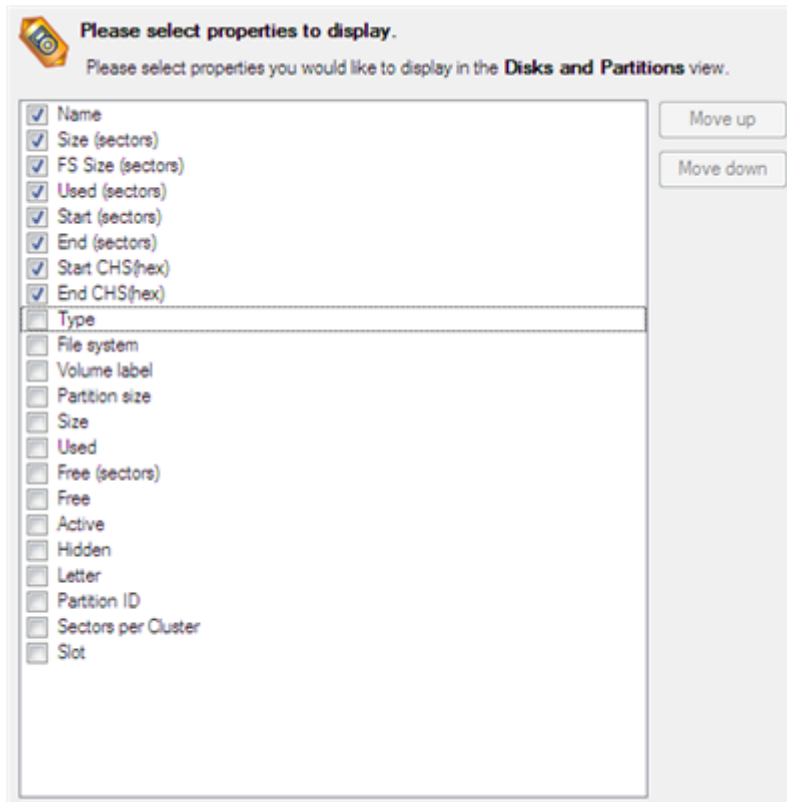 Please select properties to display.
Please select properties you would like to display in the Disks and Partitions view.
Name
Size (sectors)
FS Size (sectors)
Used (sectors)
Start (sectors)
End (sectors)
Start CHS(hex)
End CHS(hex)
Type
File system
Volume label
Partition size
Size
Used
Free (sectors)
Free
Active
Hidden
Letter
Partition ID
Sectors per Cluster
Slot
Move up
Move down